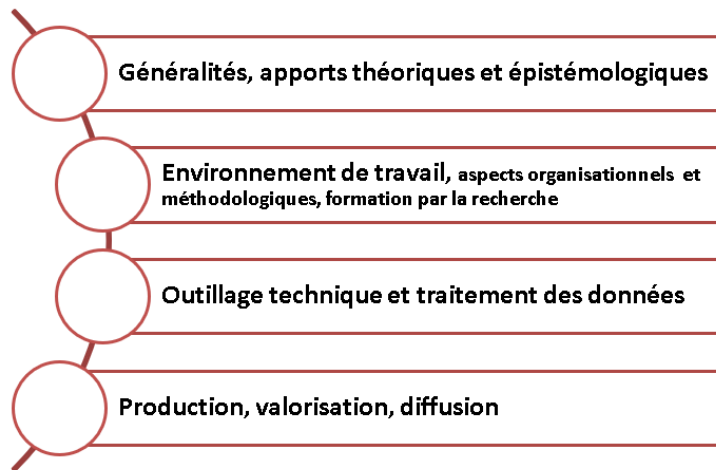 Généralités, apports théoriques et épistémologiques
Environnement de travail, aspects organisationnels et
méthodologiques, formation par la recherche
Outillage technique et traitement des données
Production, valorisation, diffusion